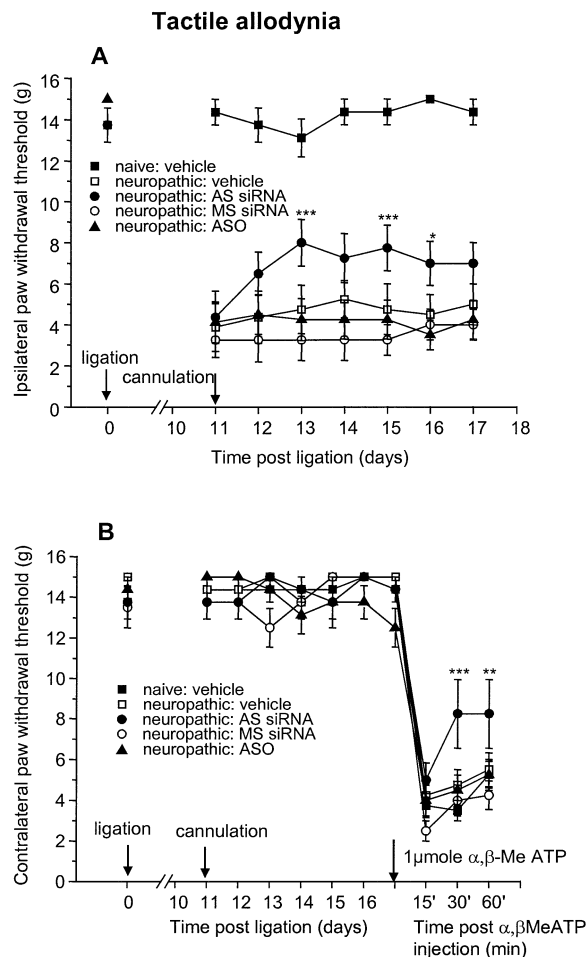 Tactile allodynia
A
Ipsilateral paw withdrawal threshold (g)
16
14
12
10
8
6
4
2
0
naive: vehicle
neuropathic: vehicle
neuropathic: AS siRNA
neuropathic: MS siRNA
neuropathic: ASO
***
***
*
ligation
cannulation
0 10 11 12 13 14 15 16 17 18
Time post ligation (days)
B
Contralateral paw withdrawal threshold (g)
16
14
12
10
8
6
4
2
0
naive: vehicle
neuropathic: vehicle
neuropathic: AS siRNA
neuropathic: MS siRNA
neuropathic: ASO
*** **
ligation
cannulation
1μmole α,β-Me ATP
0 10 11 12 13 14 15 16 15' 30' 60'
Time post ligation (days)
Time post α,βMeATP
injection (min)